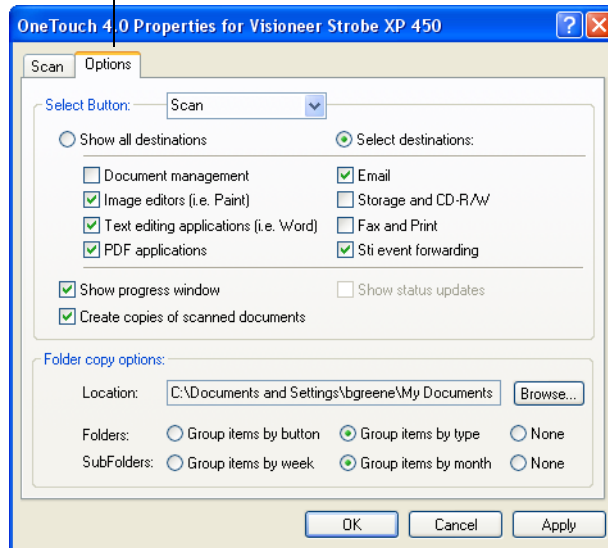 OneTouch 4.0 Properties for Visioneer Strobe XP 450
Scan Options
Select Button: Scan
Show all destinations Select destinations:
Document management Email
Image editors (i.e. Paint) Storage and CD-R/W
Text editing applications (i.e. Word) Fax and Print
PDF applications Sti event forwarding
Show progress window Show status updates
Create copies of scanned documents
Folder copy options:
Location: C:\Documents and Settings\bgreene\My Documents Browse...
Folders: Group items by button Group items by type None
SubFolders: Group items by week Group items by month None
OK Cancel Apply